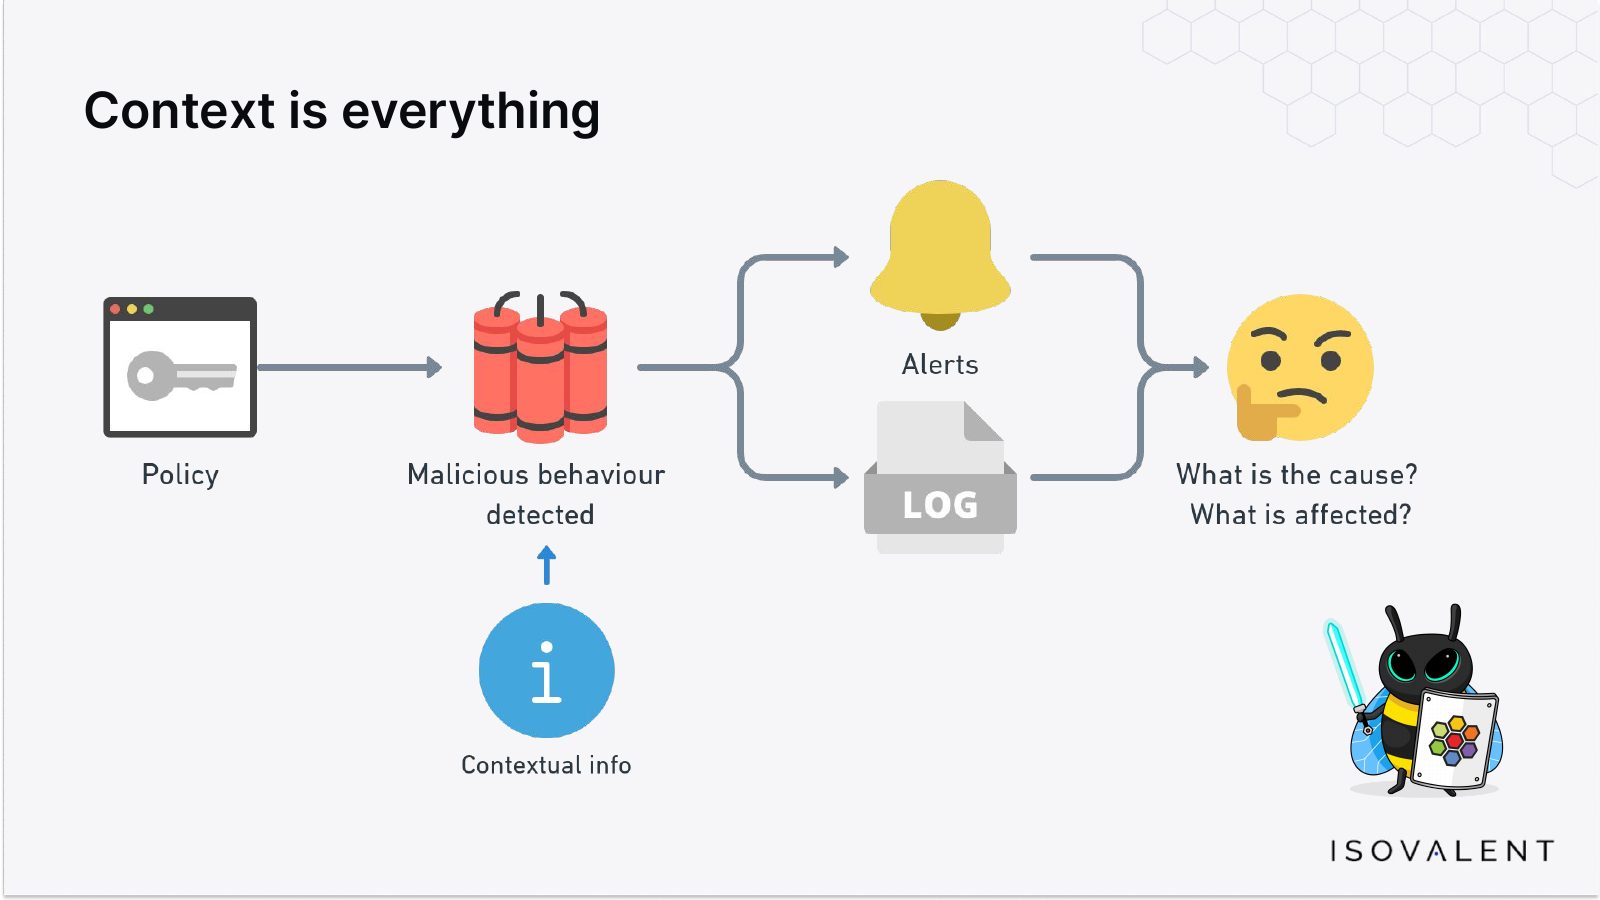 Context is everything
Policy
Malicious behaviour
detected
i
Contextual info
Alerts
LOG
What is the cause?
What is affected?
ISOVALENT